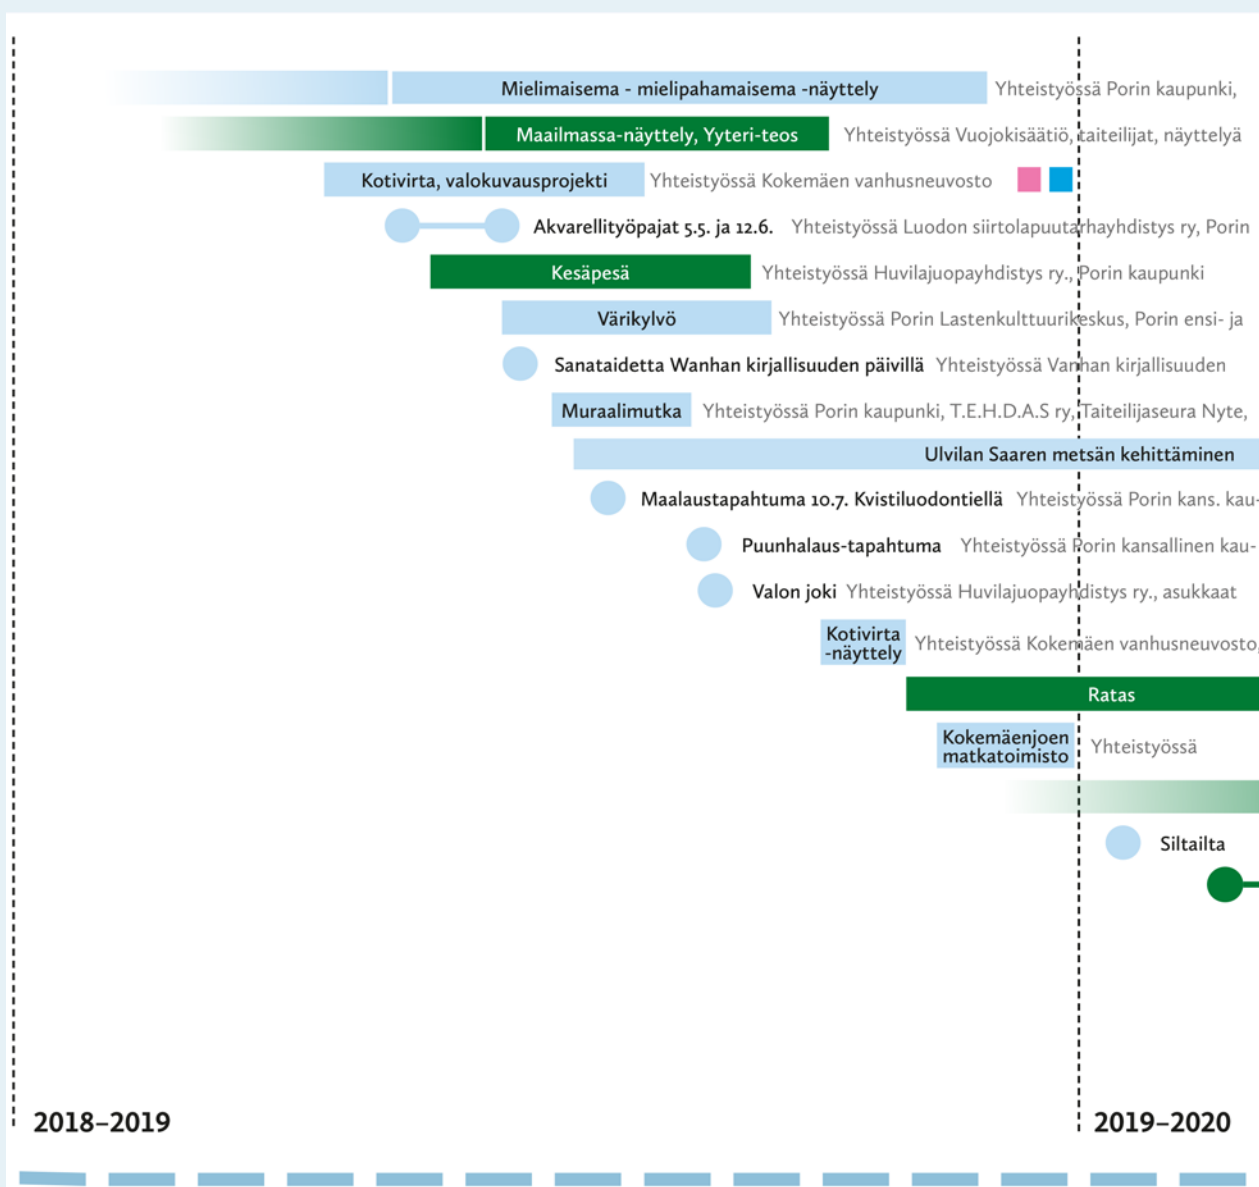 Mielimaisema - mielipahamaisema -näyttely Yhteistyössä Porin kaupunki,
Maailmassa-näyttely, Yyteri-teos Yhteistyössä Vuojokisäätiö, taiteilijat, näyttelyä
Kotivirta, valokuvausprojekti Yhteistyössä Kokemäen vanhusneuvosto
Akvarellityöpajat 5.5. ja 12.6. Yhteistyössä Luodon siirtolapuutarhayhdistys ry, Porin
Kesäpesä Yhteistyössä Huvilajuopayhdistys ry., Porin kaupunki
Värikylvö Yhteistyössä Porin Lastenkulttuurikeskus, Porin ensi- ja
Sanataidetta Wanhan kirjallisuuden päivillä Yhteistyössä Vanhan kirjallisuuden
Muraalimutka Yhteistyössä Porin kaupunki, T.E.H.D.A.S ry, Taiteilijaseura Nyte,
Ulvilan Saaren metsän kehittäminen
Maalaustapahtuma 10.7. Kvistiluodontiellä Yhteistyössä Porin kans. kau-
Puunhalaus-tapahtuma Yhteistyössä Porin kansallinen kau-
Valon joki Yhteistyössä Huvilajuopayhdistys ry., asukkaat
Kotivirta
-näyttely Yhteistyössä Kokemäen vanhusneuvosto,
Ratas
Kokemäenjoen
matkatoimisto Yhteistyössä
Siltailta
2018–2019 2019–2020